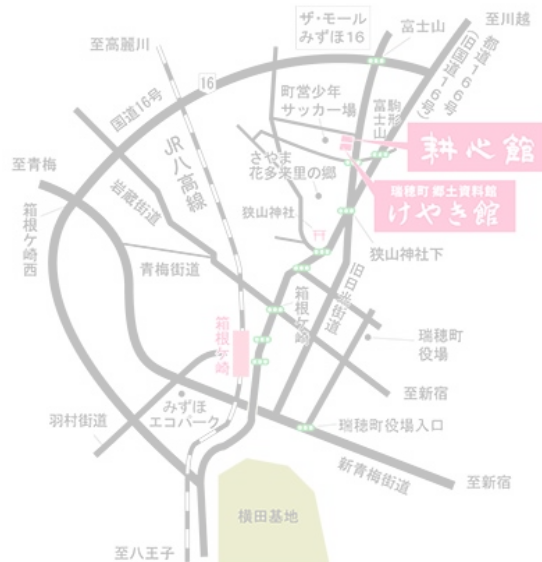 ザ・モール
みずほ16
富士山
至川越
都道16号
(旧国道16号)
至高麗川
16
国道16号
町営少年
サッカー場
駒形
富士山
耕心館
瑞穂町 郷土資料館
けやき館
さやま
花多来里の郷
至青梅
JR八高線
岩蔵街道
狭山神社
狭山神社下
箱根ケ崎西
青梅街道
旧日光街道
箱根ケ崎
箱根ケ崎
瑞穂町
役場
至新宿
みずほ
エコパーク
羽村街道
瑞穂町役場入口
新青梅街道
至新宿
横田基地
至八王子